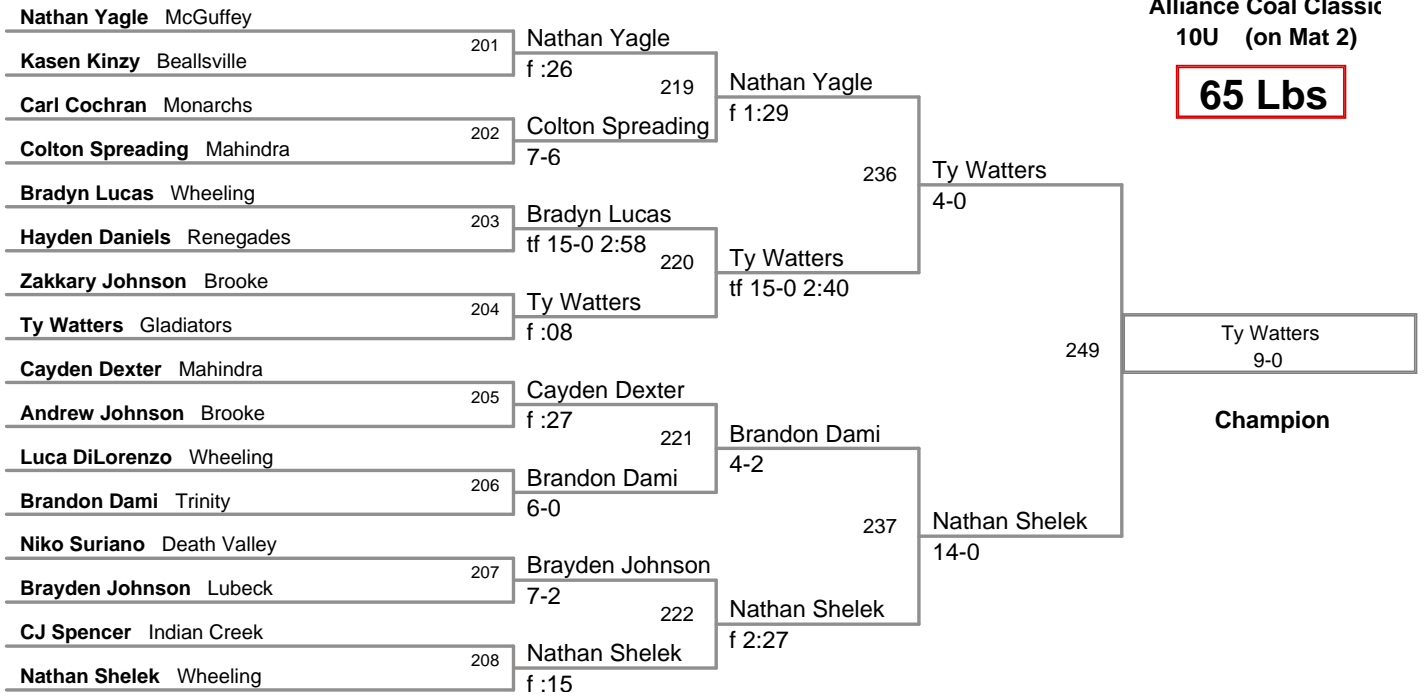 Alliance Coal Classic
10U (on Mat 2)
65 Lbs
Nathan Yagle McGuffey
Kasen Kinzy Beallsville
Carl Cochran Monarchs
Colton Spreading Mahindra
Bradyn Lucas Wheeling
Hayden Daniels Renegades
Zakkary Johnson Brooke
Ty Watters Gladiators
Cayden Dexter Mahindra
Andrew Johnson Brooke
Luca DiLorenzo Wheeling
Brandon Dami Trinity
Niko Suriano Death Valley
Brayden Johnson Lubeck
CJ Spencer Indian Creek
Nathan Shelek Wheeling
201
Nathan Yagle
f :26
202
Colton Spreading
7-6
203
Bradyn Lucas
tf 15-0 2:58
204
Ty Watters
f :08
205
Cayden Dexter
f :27
206
Brandon Dami
6-0
207
Brayden Johnson
7-2
208
Nathan Shelek
f :15
219
Nathan Yagle
f 1:29
220
Ty Watters
tf 15-0 2:40
221
Brandon Dami
4-2
222
Nathan Shelek
f 2:27
236
Ty Watters
4-0
237
Nathan Shelek
14-0
249
Ty Watters
9-0
Champion